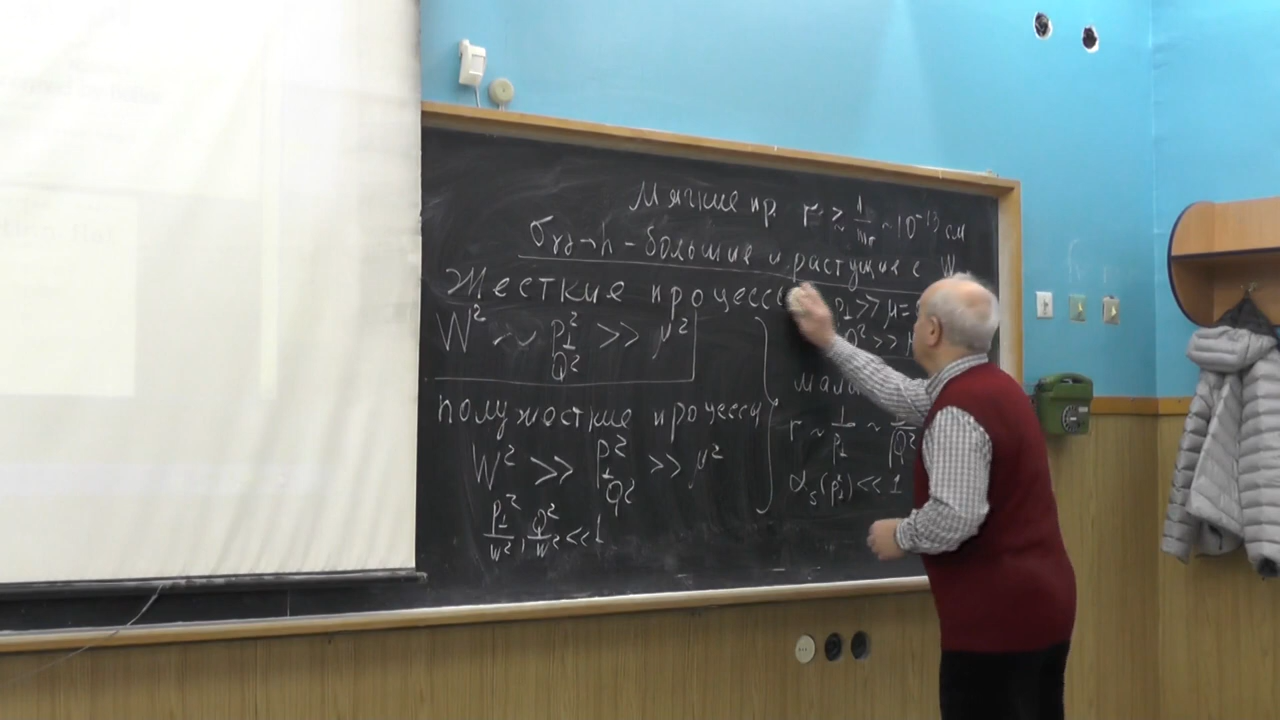 Мягкие пр. r ≳ 1/mπ ~ 10⁻¹³ см
σγγ→h – большие и растущие с W
Жесткие процессы p⊥ >> μ =
W² ~ p⊥² >> μ²
Q²
Q² >> μ
полужесткие процессы
W² >> p⊥² >> μ²
Q²
p⊥²/W², Q²/W² << 1
r ~ 1/p⊥ ~ 1/√Q²
αs(p⊥²) << 1